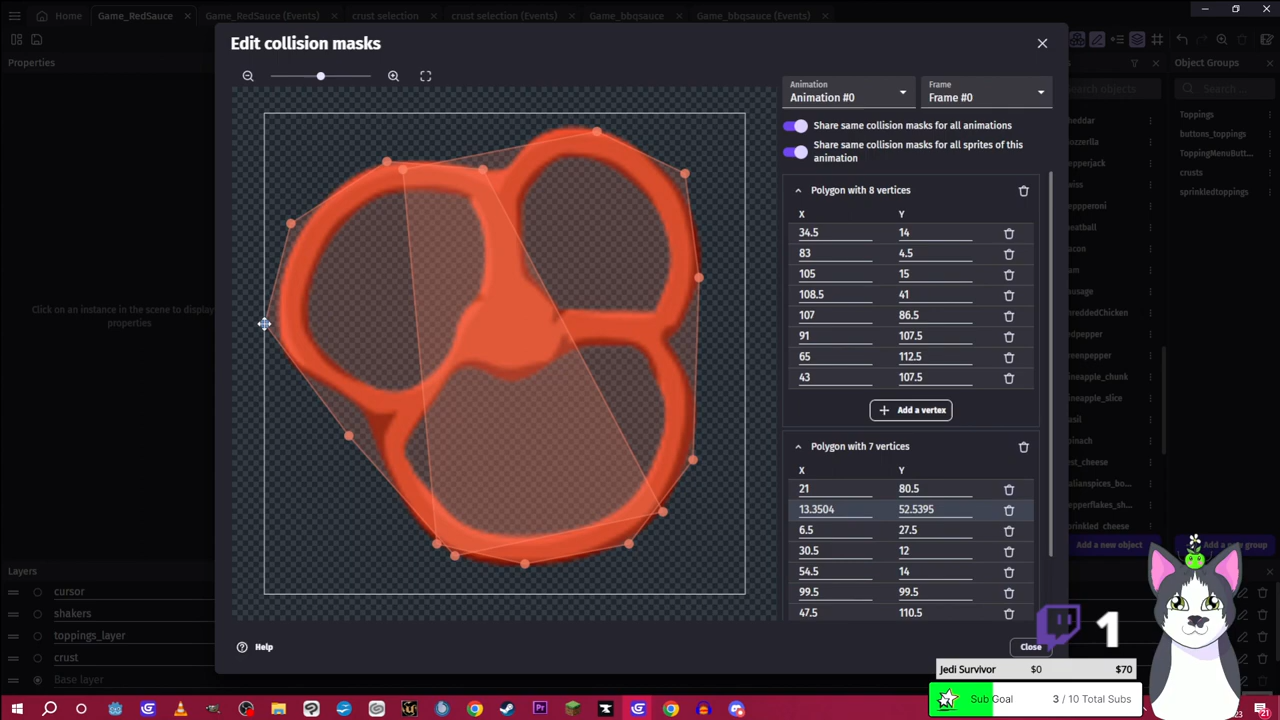 Home
Game_RedSauce
Game_RedSauce (Events)
crust selection
crust selection (Events)
Game_bbqsauce
Game_bbqsauce (Events)
Properties
Click on an instance in the scene to display
properties
Layers
cursor
shakers
toppings_layer
crust
Base layer
Edit collision masks
Animation
Animation #0
Frame
Frame #0
Share same collision masks for all animations
Share same collision masks for all sprites of this
animation
Polygon with 8 vertices
X Y
34.5 14
83 4.5
105 15
108.5 41
107 86.5
91 107.5
65 112.5
43 107.5
Add a vertex
Polygon with 7 vertices
X Y
21 80.5
13.3504 52.5395
6.5 27.5
30.5 12
54.5 14
99.5 99.5
47.5 110.5
Help
Close
Object Groups
Search ...
Toppings
buttons_toppings
ToppingMenuButt...
crusts
sprinkledtoppings
Add a new object
Add a new group
1
Jedi Survivor $0 $70
Sub Goal 3 / 10 Total Subs